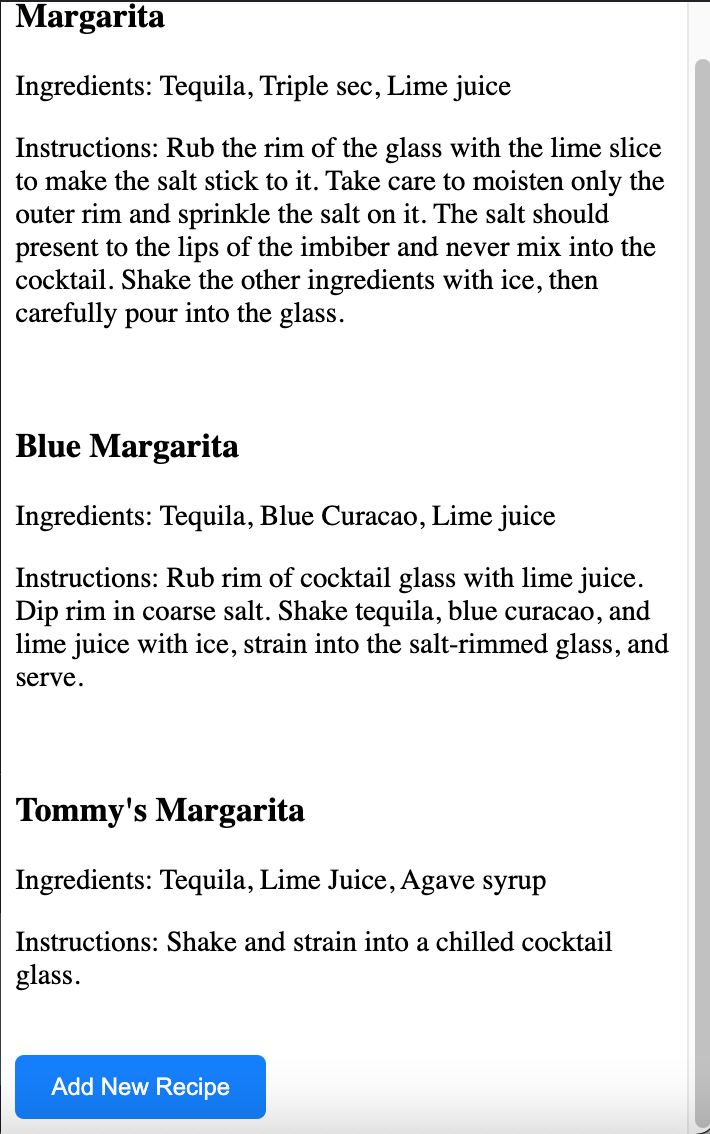 Margarita
Ingredients: Tequila, Triple sec, Lime juice
Instructions: Rub the rim of the glass with the lime slice
to make the salt stick to it. Take care to moisten only the
outer rim and sprinkle the salt on it. The salt should
present to the lips of the imbiber and never mix into the
cocktail. Shake the other ingredients with ice, then
carefully pour into the glass.
Blue Margarita
Ingredients: Tequila, Blue Curacao, Lime juice
Instructions: Rub rim of cocktail glass with lime juice.
Dip rim in coarse salt. Shake tequila, blue curacao, and
lime juice with ice, strain into the salt-rimmed glass, and
serve.
Tommy's Margarita
Ingredients: Tequila, Lime Juice, Agave syrup
Instructions: Shake and strain into a chilled cocktail
glass.
Add New Recipe